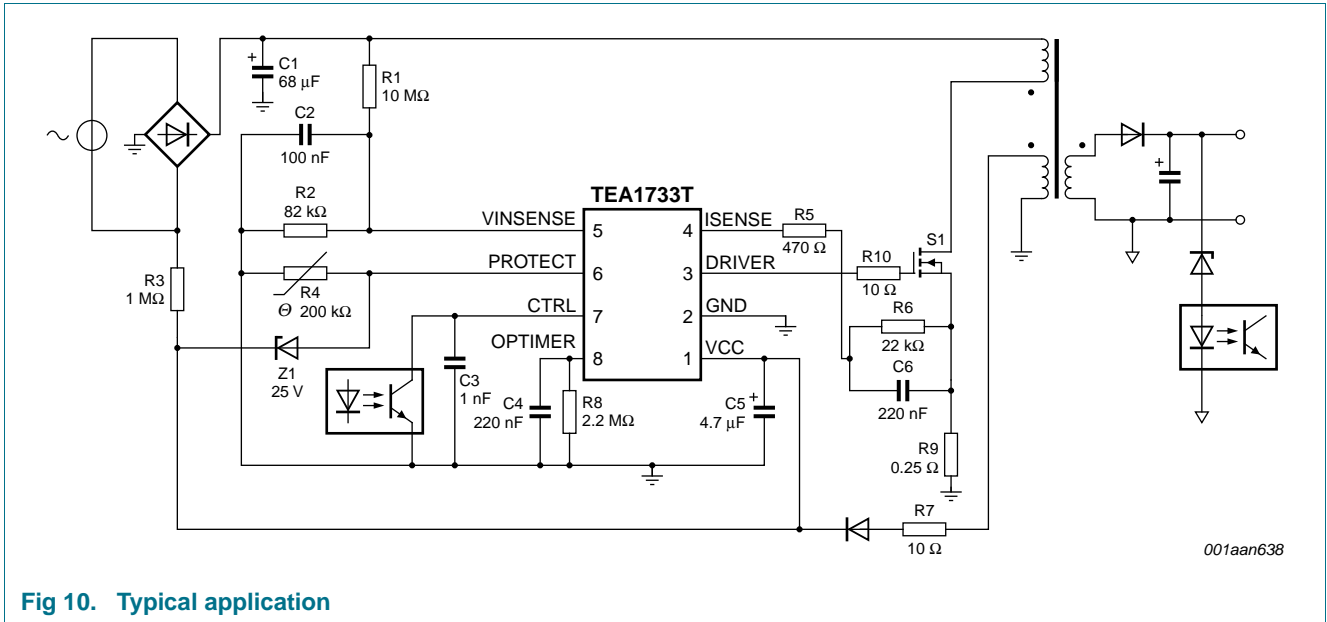 C1
68 μF
R1
10 MΩ
C2
100 nF
R2
82 kΩ
R3
1 MΩ
Θ
R4
200 kΩ
Z1
25 V
TEA1733T
VINSENSE
5
PROTECT
6
CTRL
7
OPTIMER
8
4
ISENSE
3
DRIVER
2
GND
1
VCC
C3
1 nF
C4
220 nF
R8
2.2 MΩ
C5
+
4.7 μF
R5
470 Ω
R10
10 Ω
S1
R6
22 kΩ
C6
220 nF
R9
0.25 Ω
R7
10 Ω
+
+
001aan638
Fig 10. Typical application